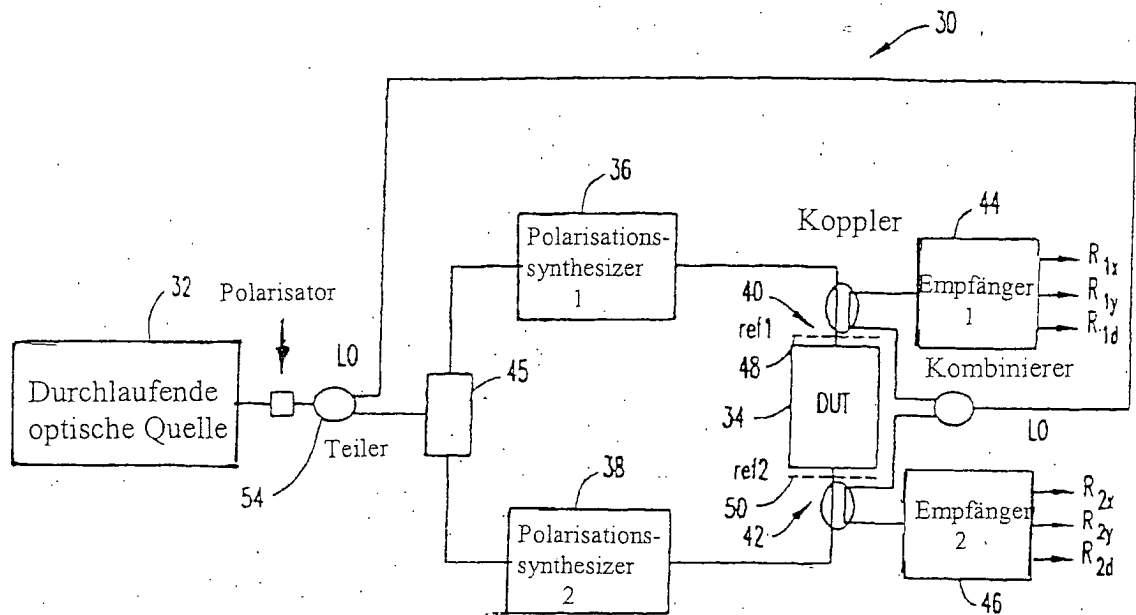 30
36
Polarisations-
synthesizer
1
Koppler
44
Empfänger
1
R1x
R1y
R1d
32
Polarisator
LO
Durchlaufende
optische Quelle
54
Teiler
45
40
ref1
48
34
DUT
Kombinierer
LO
ref2
50
42
38
Polarisations-
synthesizer
2
Empfänger
2
46
R2x
R2y
R2d